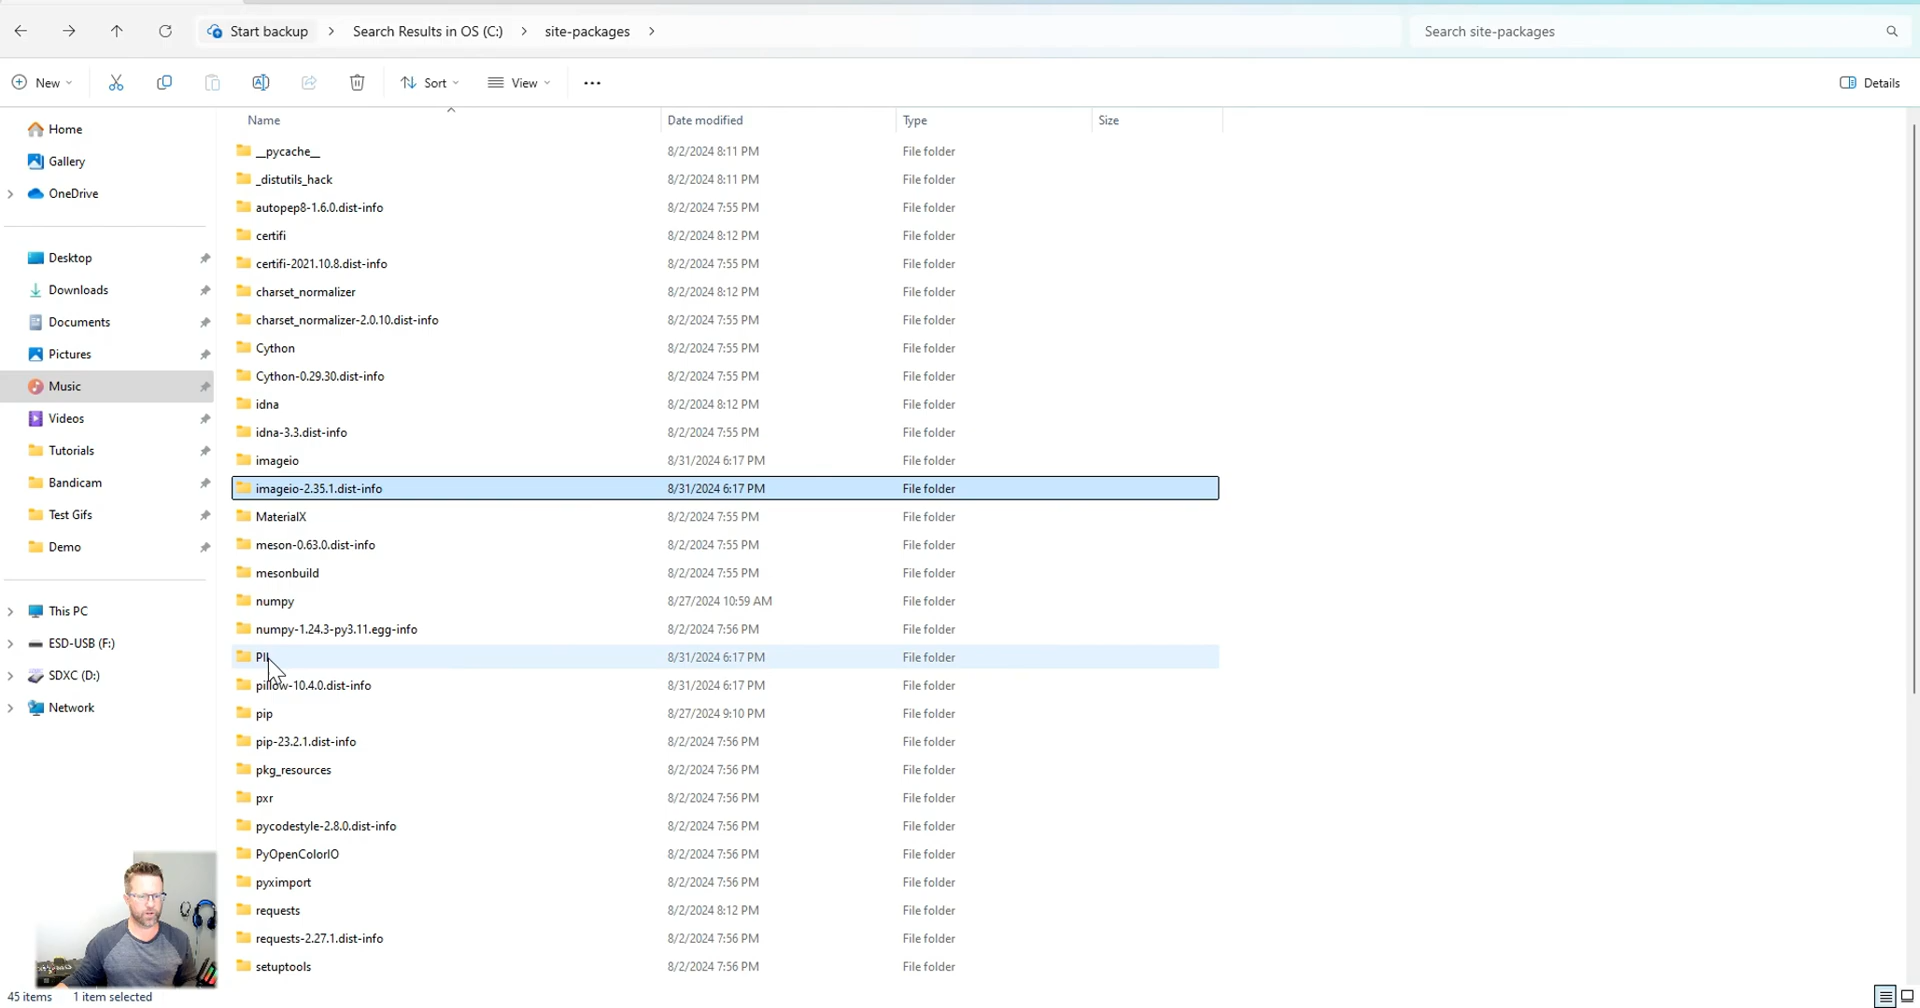 Start backup > Search Results in OS (C:) > site-packages >
Search site-packages
New
Sort
View
...
Details
Name Date modified Type Size
Home
Gallery
OneDrive
Desktop
Downloads
Documents
Pictures
Music
Videos
Tutorials
Bandicam
Test Gifs
Demo
This PC
ESD-USB (F:)
SDXC (D:)
Network
__pycache__ 8/2/2024 8:11 PM File folder
_distutils_hack 8/2/2024 8:11 PM File folder
autopep8-1.6.0.dist-info 8/2/2024 7:55 PM File folder
certifi 8/2/2024 8:12 PM File folder
certifi-2021.10.8.dist-info 8/2/2024 7:55 PM File folder
charset_normalizer 8/2/2024 8:12 PM File folder
charset_normalizer-2.0.10.dist-info 8/2/2024 7:55 PM File folder
Cython 8/2/2024 7:55 PM File folder
Cython-0.29.30.dist-info 8/2/2024 7:55 PM File folder
idna 8/2/2024 8:12 PM File folder
idna-3.3.dist-info 8/2/2024 7:55 PM File folder
imageio 8/31/2024 6:17 PM File folder
imageio-2.35.1.dist-info 8/31/2024 6:17 PM File folder
MaterialX 8/2/2024 7:55 PM File folder
meson-0.63.0.dist-info 8/2/2024 7:55 PM File folder
mesonbuild 8/2/2024 7:55 PM File folder
numpy 8/27/2024 10:59 AM File folder
numpy-1.24.3-py3.11.egg-info 8/2/2024 7:56 PM File folder
PIL 8/31/2024 6:17 PM File folder
pillow-10.4.0.dist-info 8/31/2024 6:17 PM File folder
pip 8/27/2024 9:10 PM File folder
pip-23.2.1.dist-info 8/2/2024 7:56 PM File folder
pkg_resources 8/2/2024 7:56 PM File folder
pxr 8/2/2024 7:56 PM File folder
pycodestyle-2.8.0.dist-info 8/2/2024 7:56 PM File folder
PyOpenColorIO 8/2/2024 7:56 PM File folder
pyximport 8/2/2024 7:56 PM File folder
requests 8/2/2024 8:12 PM File folder
requests-2.27.1.dist-info 8/2/2024 7:56 PM File folder
setuptools 8/2/2024 7:56 PM File folder
45 items 1 item selected